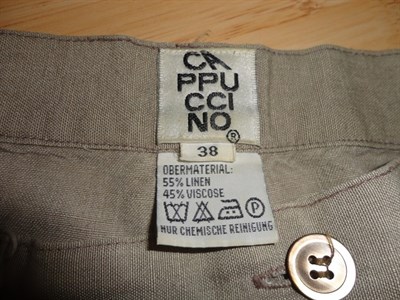 CA
PPU
CCI
NO®
38
OBERMATERIAL:
55% LINEN
45% VISCOSE
P
NUR CHEMISCHE REINIGUNG